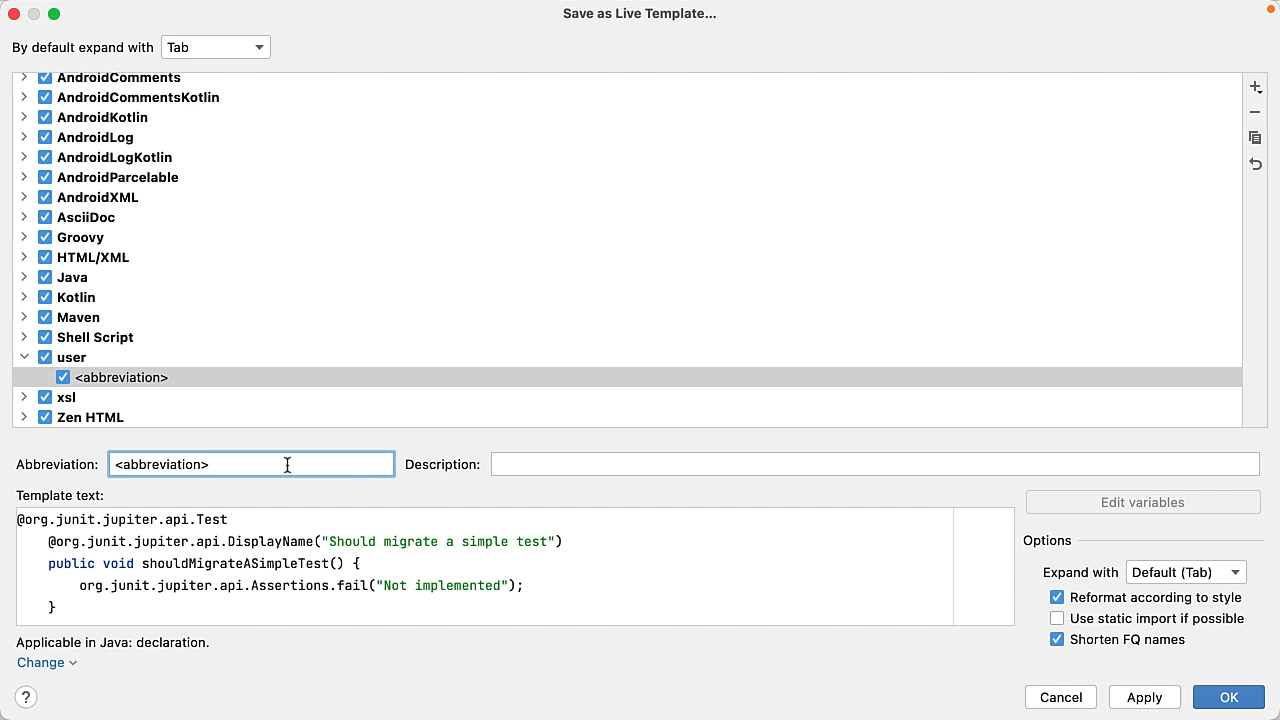 Save as Live Template...
By default expand with Tab
AndroidComments
AndroidCommentsKotlin
AndroidKotlin
AndroidLog
AndroidLogKotlin
AndroidParcelable
AndroidXML
AsciiDoc
Groovy
HTML/XML
Java
Kotlin
Maven
Shell Script
user
<abbreviation>
xsl
Zen HTML
Abbreviation: <abbreviation> Description:
Template text:
Edit variables
@org.junit.jupiter.api.Test
@org.junit.jupiter.api.DisplayName("Should migrate a simple test")
public void shouldMigrateASimpleTest() {
org.junit.jupiter.api.Assertions.fail("Not implemented");
}
Options
Expand with Default (Tab)
Reformat according to style
Use static import if possible
Shorten FQ names
Applicable in Java: declaration.
Change
?
Cancel
Apply
OK